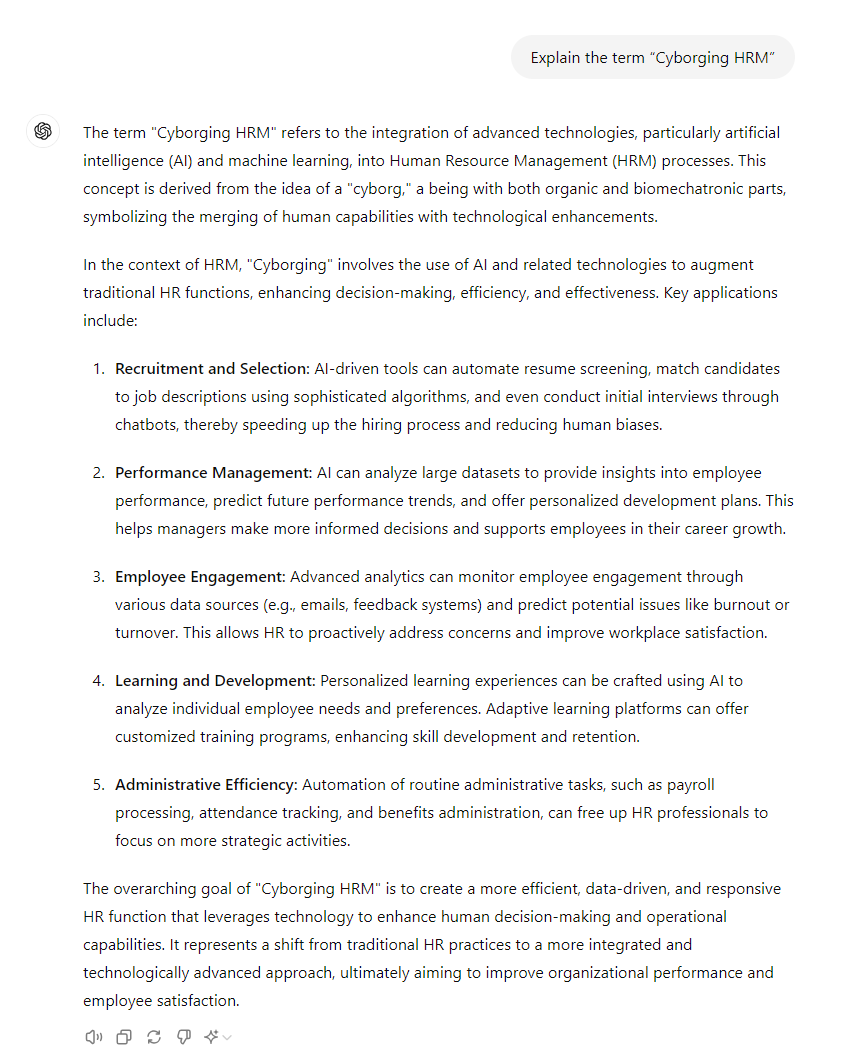 Explain the term “Cyborging HRM”
The term "Cyborging HRM" refers to the integration of advanced technologies, particularly artificial
intelligence (AI) and machine learning, into Human Resource Management (HRM) processes. This
concept is derived from the idea of a "cyborg," a being with both organic and biomechatronic parts,
symbolizing the merging of human capabilities with technological enhancements.
In the context of HRM, "Cyborging" involves the use of AI and related technologies to augment
traditional HR functions, enhancing decision-making, efficiency, and effectiveness. Key applications
include:
1. Recruitment and Selection: AI-driven tools can automate resume screening, match candidates
to job descriptions using sophisticated algorithms, and even conduct initial interviews through
chatbots, thereby speeding up the hiring process and reducing human biases.
2. Performance Management: AI can analyze large datasets to provide insights into employee
performance, predict future performance trends, and offer personalized development plans. This
helps managers make more informed decisions and supports employees in their career growth.
3. Employee Engagement: Advanced analytics can monitor employee engagement through
various data sources (e.g., emails, feedback systems) and predict potential issues like burnout or
turnover. This allows HR to proactively address concerns and improve workplace satisfaction.
4. Learning and Development: Personalized learning experiences can be crafted using AI to
analyze individual employee needs and preferences. Adaptive learning platforms can offer
customized training programs, enhancing skill development and retention.
5. Administrative Efficiency: Automation of routine administrative tasks, such as payroll
processing, attendance tracking, and benefits administration, can free up HR professionals to
focus on more strategic activities.
The overarching goal of "Cyborging HRM" is to create a more efficient, data-driven, and responsive
HR function that leverages technology to enhance human decision-making and operational
capabilities. It represents a shift from traditional HR practices to a more integrated and
technologically advanced approach, ultimately aiming to improve organizational performance and
employee satisfaction.